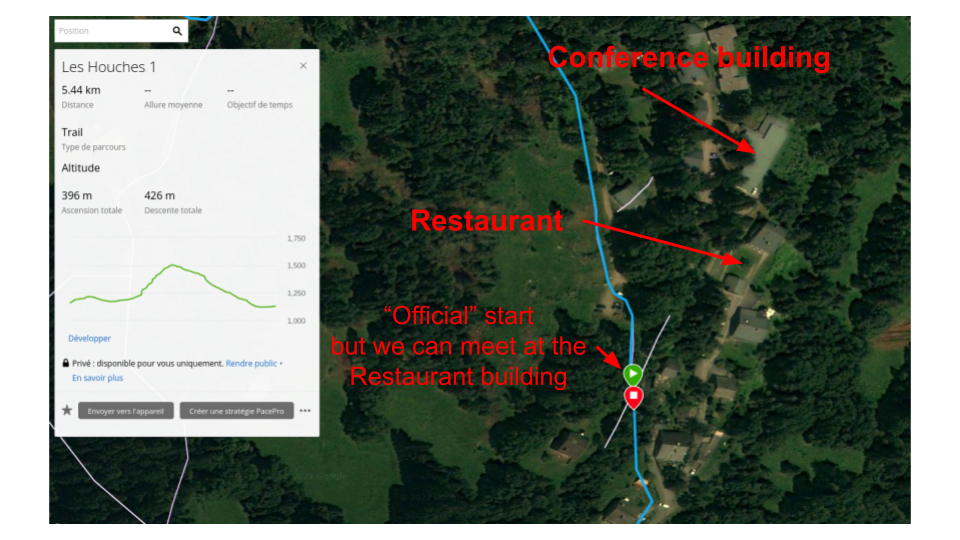 Position
Les Houches 1
5.44 km
--
--
Distance
Allure moyenne
Objectif de temps
Trail
Type de parcours
Altitude
396 m
426 m
Ascension totale
Descente totale
1,750
1,500
1,250
1,000
Développer
Privé : disponible pour vous uniquement. Rendre public •
En savoir plus
Envoyer vers l'appareil
Créer une stratégie PacePro
Conference building
Restaurant
“Official” start
but we can meet at the
Restaurant building